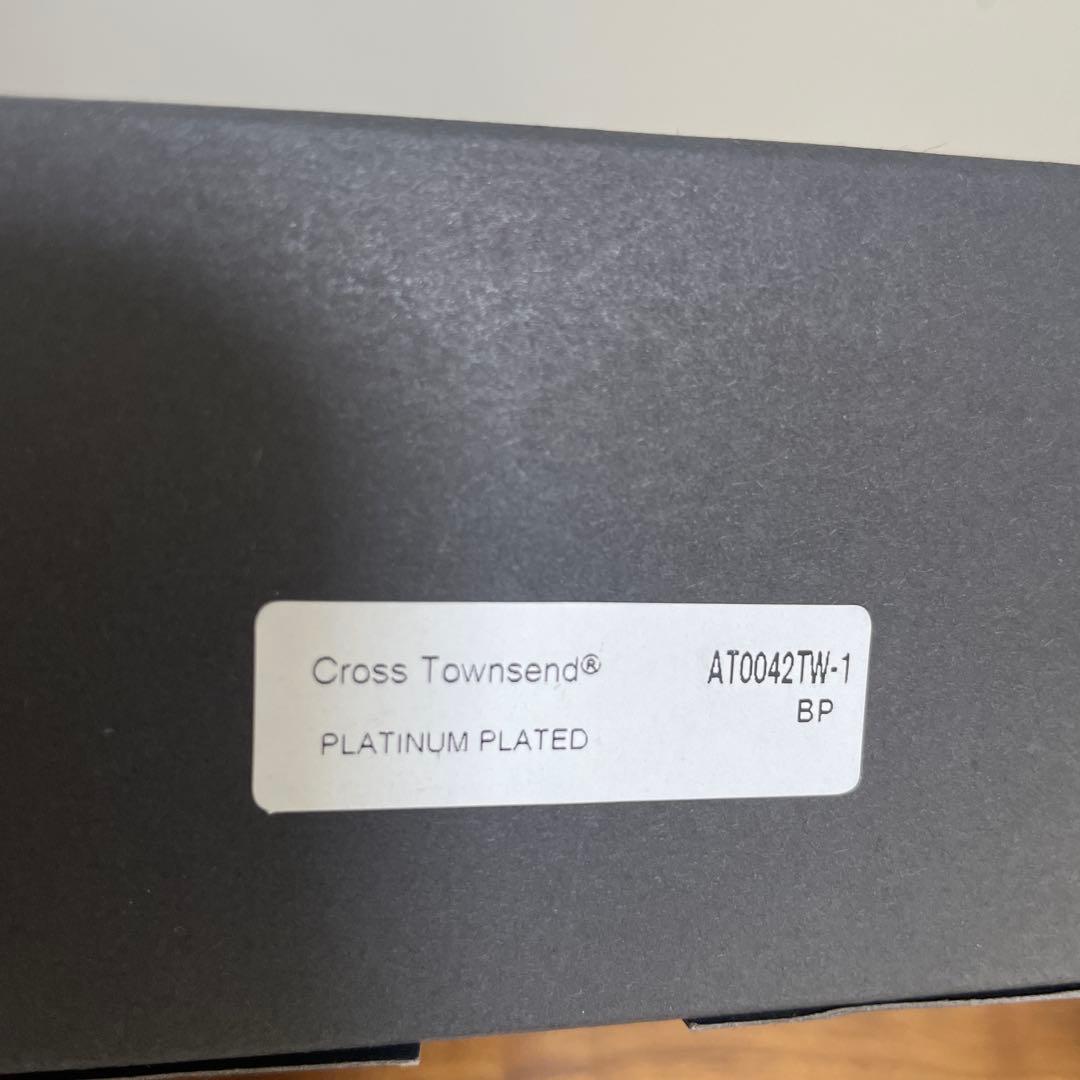 Cross Townsend® AT0042TW-1
BP
PLATINUM PLATED